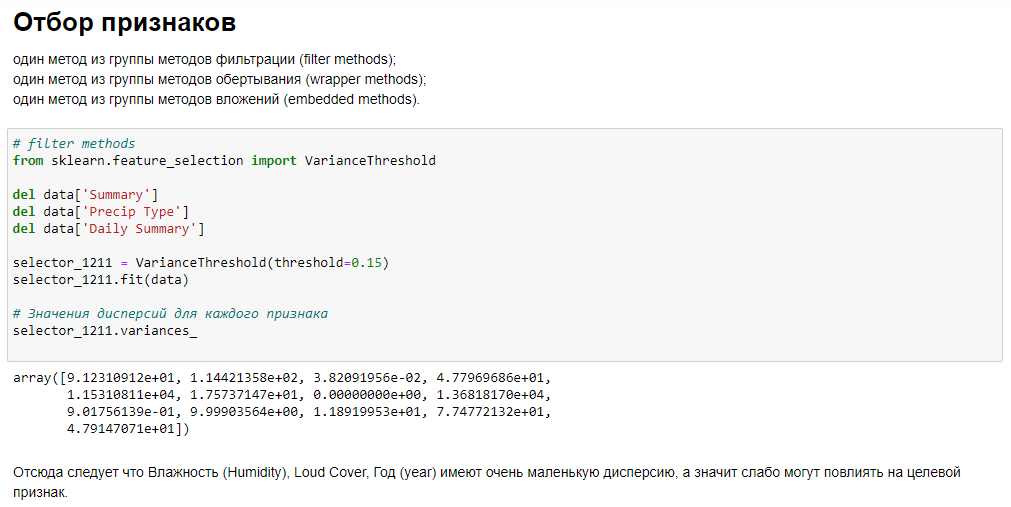 Отбор признаков
один метод из группы методов фильтрации (filter methods);
один метод из группы методов обертывания (wrapper methods);
один метод из группы методов вложений (embedded methods).
# filter methods
from sklearn.feature_selection import VarianceThreshold
del data['Summary']
del data['Precip Type']
del data['Daily Summary']
selector_1211 = VarianceThreshold(threshold=0.15)
selector_1211.fit(data)
# Значения дисперсий для каждого признака
selector_1211.variances_
array([9.12310912e+01, 1.14421358e+02, 3.82091956e-02, 4.77969686e+01,
1.15310811e+04, 1.75737147e+01, 0.00000000e+00, 1.36818170e+04,
9.01756139e-01, 9.99903564e+00, 1.18919953e+01, 7.74772132e+01,
4.79147071e+01])
Отсюда следует что Влажность (Humidity), Loud Cover, Год (year) имеют очень маленькую дисперсию, а значит слабо могут повлиять на целевой
признак.